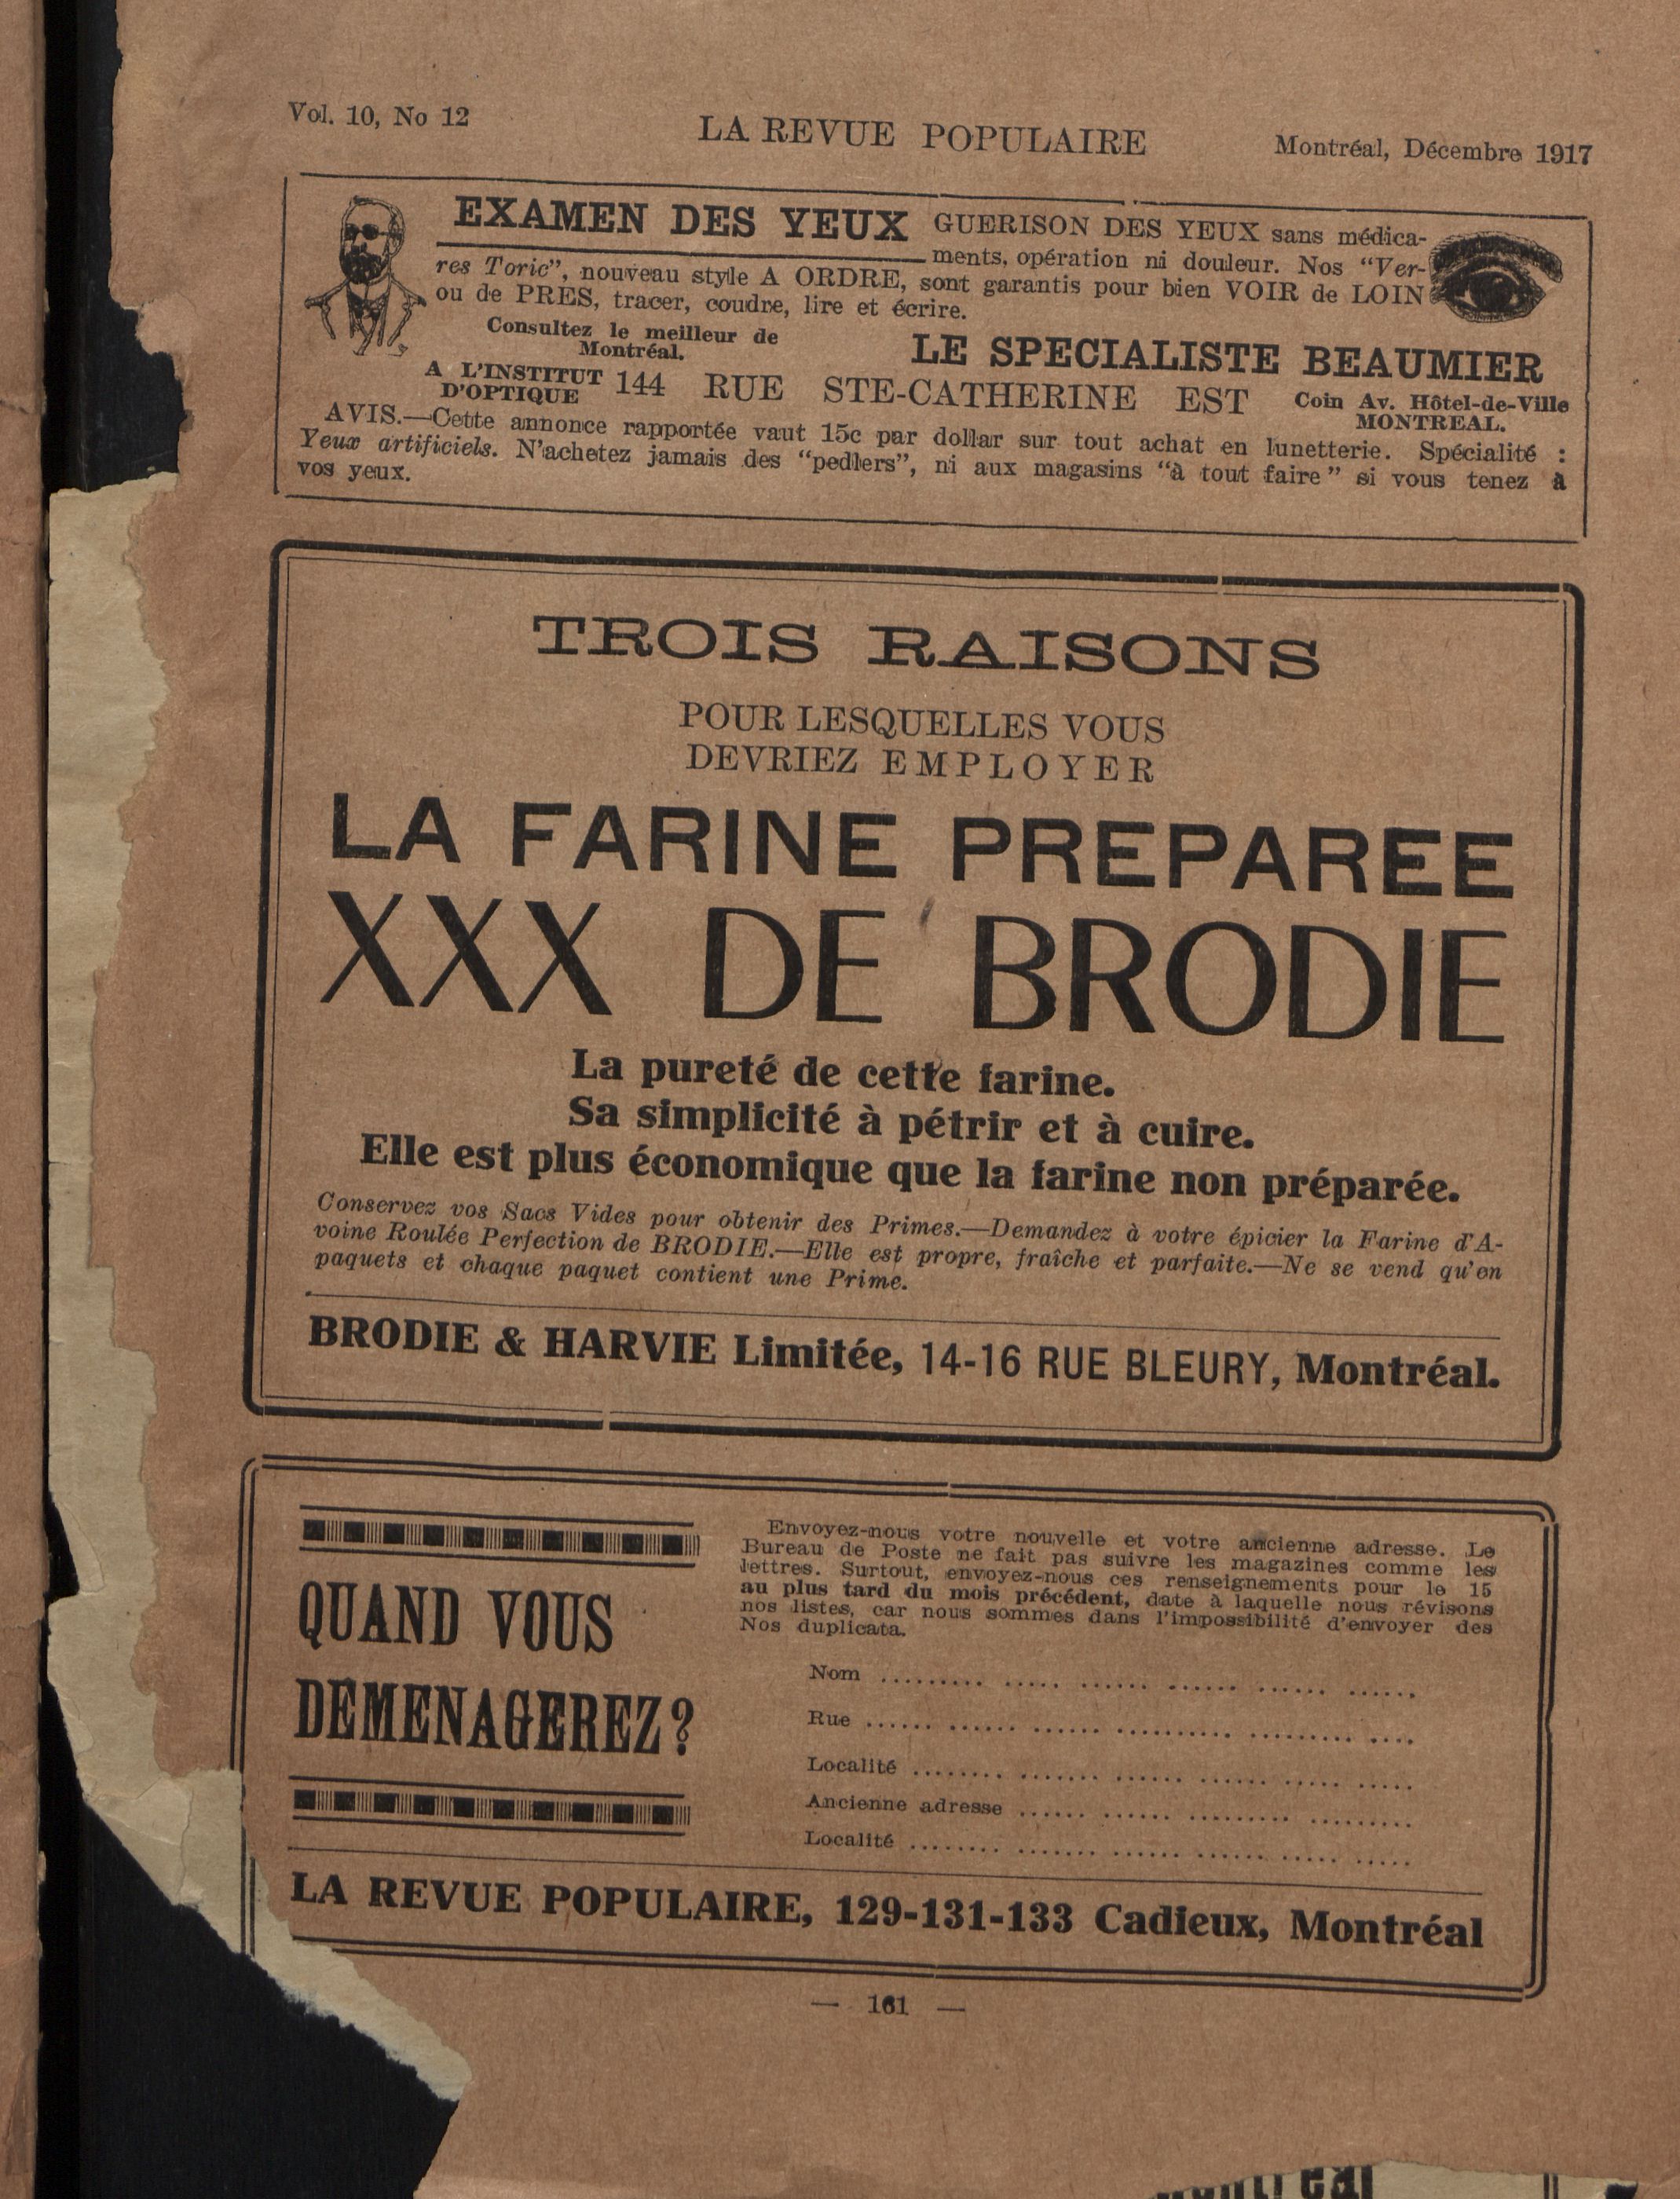 Vol. 10, No 12
LA REVUE POPULAIRE
Montréal, Décembre 1917
EXAMEN DES YEUX
GUERISON DES YEUX sans médica-
ments, opération ni douleur. Nos “Ver-
res Toric”, nouveau style A ORDRE, sont garantis pour bien VOIR de LOIN
ou de PRES, tracer, coudre, lire et écrire.
Consultez le meilleur de
Montréal.
LE SPECIALISTE BEAUMIER
A L'INSTITUT
D'OPTIQUE
144 RUE STE-CATHERINE EST
Coin Av. Hôtel-de-Ville
MONTREAL.
AVIS.—Cette annonce rapportée vaut 15c par dollar sur tout achat en lunetterie. Spécialité :
Yeux artificiels. N'achetez jamais des “pedlers”, ni aux magasins “à tout faire” si vous tenez à
vos yeux.
TROIS RAISONS
POUR LESQUELLES VOUS
DEVRIEZ EMPLOYER
LA FARINE PREPAREE
XXX DE BRODIE
La pureté de cette farine.
Sa simplicité à pétrir et à cuire.
Elle est plus économique que la farine non préparée.
Conservez vos Sacs Vides pour obtenir des Primes.—Demandez à votre épicier la Farine d'A-
voine Roulée Perfection de BRODIE.—Elle est propre, fraîche et parfaite.—Ne se vend qu'en
paquets et chaque paquet contient une Prime.
BRODIE & HARVIE Limitée, 14-16 RUE BLEURY, Montréal.
QUAND VOUS
DEMENAGEREZ?
Envoyez-nous votre nouvelle et votre ancienne adresse. Le
Bureau de Poste ne fait pas suivre les magazines comme les
lettres. Surtout, envoyez-nous ces renseignements pour le 15
au plus tard du mois précédent, date à laquelle nous révisons
nos listes, car nous sommes dans l'impossibilité d'envoyer des
Nos duplicata.
Nom ......... ..... ...... ...... ...... ......
Rue ...... ...... ...... .......... ......... ....
Localité ........ ....... ...... ...... ..... .....
Ancienne adresse ...... ...... ......... .........
Localité ........ ....... ...... ...... ..... .....
LA REVUE POPULAIRE, 129-131-133 Cadieux, Montréal
— 161 —